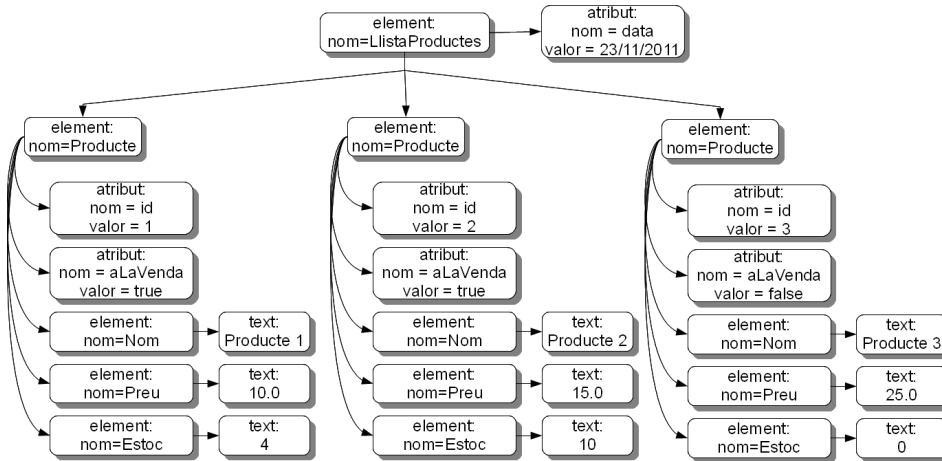 element:
nom=LlistaProductes
atribut:
nom = data
valor = 23/11/2011
element:
nom=Producte
atribut:
nom = id
valor = 1
atribut:
nom = aLaVenda
valor = true
element:
nom=Nom
text:
Producte 1
element:
nom=Preu
text:
10.0
element:
nom=Estoc
text:
4
element:
nom=Producte
atribut:
nom = id
valor = 2
atribut:
nom = aLaVenda
valor = true
element:
nom=Nom
text:
Producte 2
element:
nom=Preu
text:
15.0
element:
nom=Estoc
text:
10
element:
nom=Producte
atribut:
nom = id
valor = 3
atribut:
nom = aLaVenda
valor = false
element:
nom=Nom
text:
Producte 3
element:
nom=Preu
text:
25.0
element:
nom=Estoc
text:
0